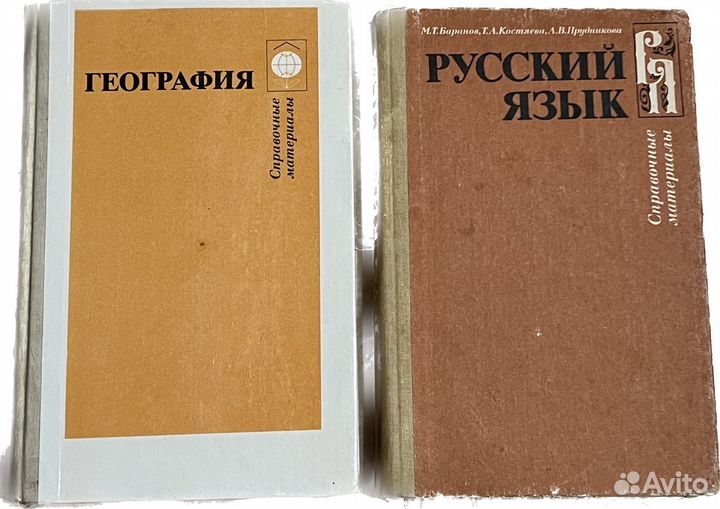 ГЕОГРАФИЯ
Справочные
материалы
М.Т.Баранов, Т.А.Костяева, А.В.Прудникова
РУССКИЙ
ЯЗЫК
Справочные
материалы
Avito